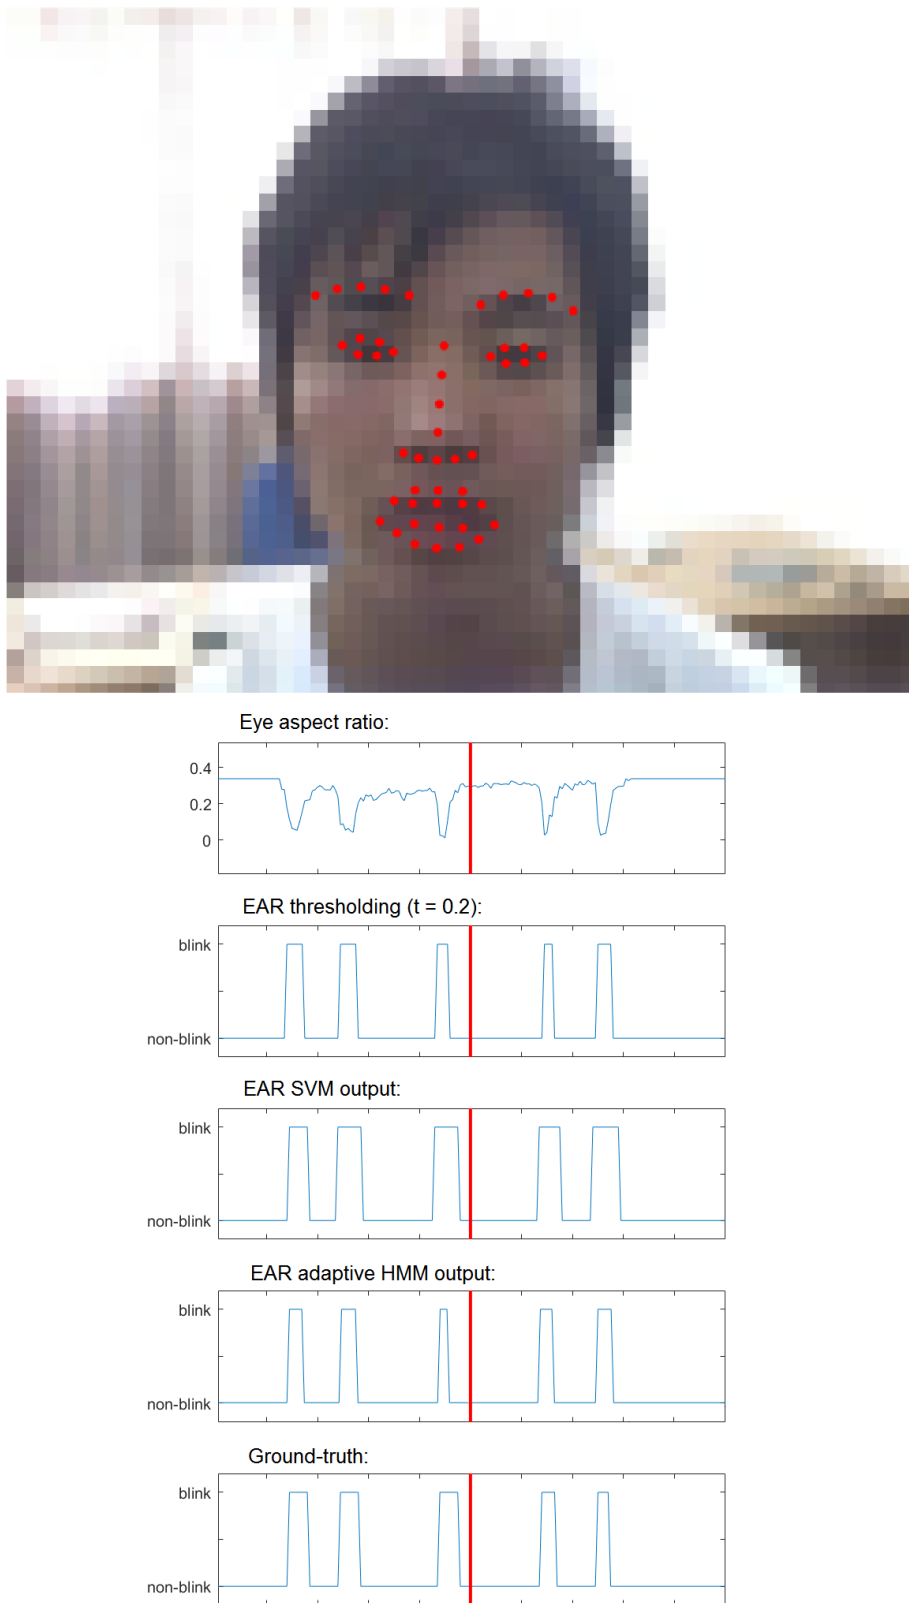 Eye aspect ratio:
0.4
0.2
0
EAR thresholding (t = 0.2):
blink
non-blink
EAR SVM output:
blink
non-blink
EAR adaptive HMM output:
blink
non-blink
Ground-truth:
blink
non-blink